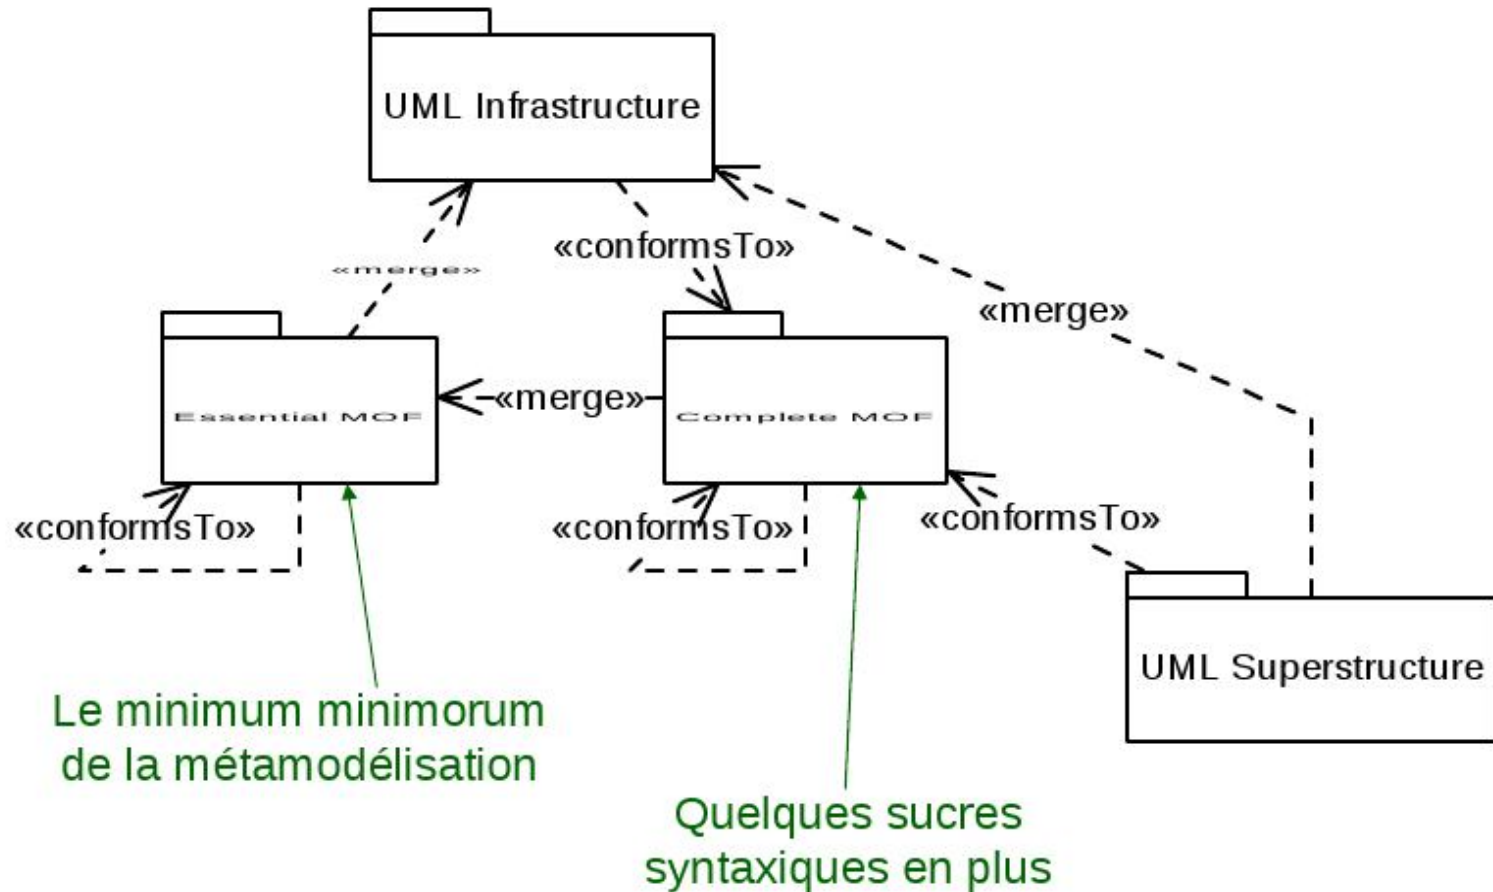 UML Infrastructure
«conformsTo»
«merge»
«merge»
«merge»
Essential MOF
Complete MOF
«conformsTo»
«conformsTo»
«conformsTo»
UML Superstructure
Le minimum minimorum
de la métamodélisation
Quelques sucres
syntaxiques en plus